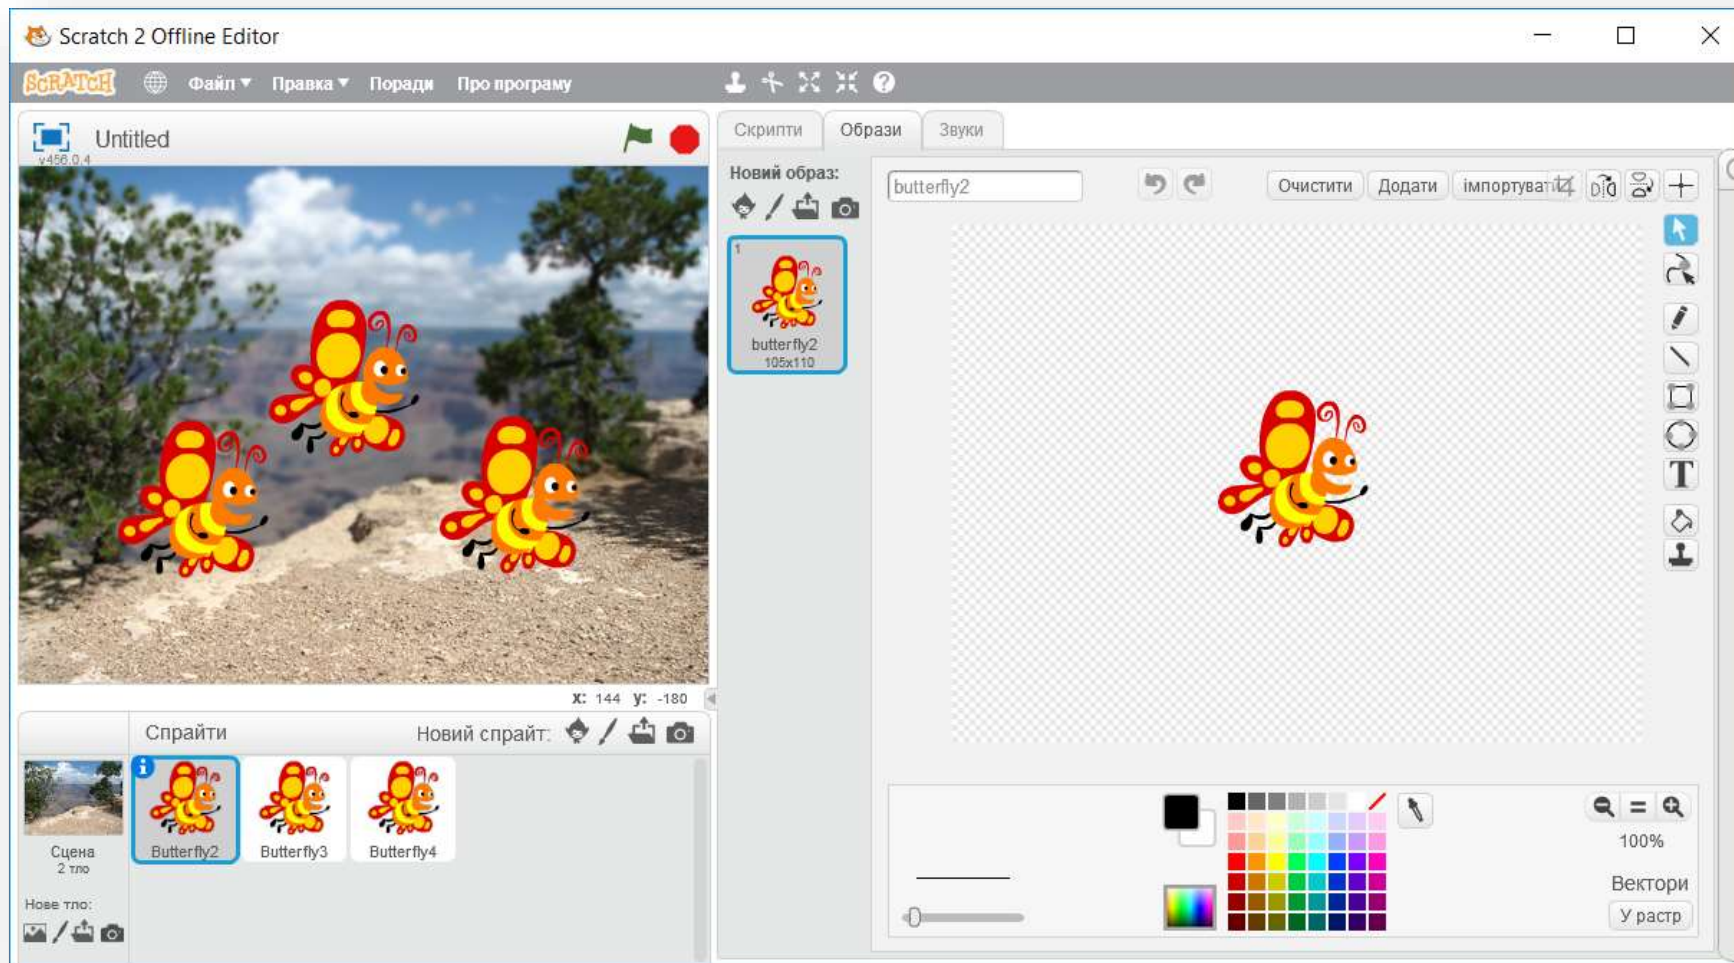 Scratch 2 Offline Editor
SCRATCH Файл Правка Поради Про програму
Untitled
v456.0.4
Скрипти Образи Звуки
Новий образ:
butterfly2
Очистити Додати імпортувати
1
butterfly2
105x110
x: 144 y: -180
Спрайти Новий спрайт:
Сцена
2 тло
Нове тло:
Butterfly2 Butterfly3 Butterfly4
T
100%
Вектори
У растр